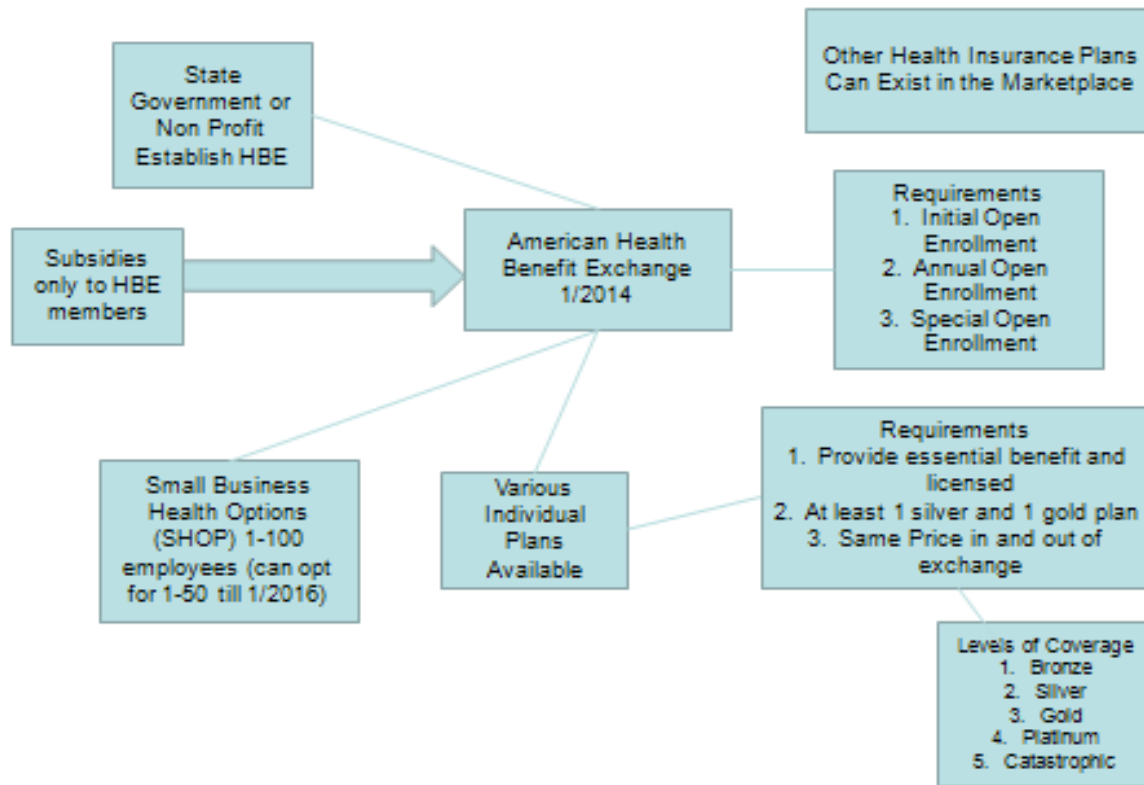 State
Government or
Non Profit
Establish HBE
Other Health Insurance Plans
Can Exist in the Marketplace
Subsidies
only to HBE
members
American Health
Benefit Exchange
1/2014
Requirements
1. Initial Open
Enrollment
2. Annual Open
Enrollment
3. Special Open
Enrollment
Small Business
Health Options
(SHOP) 1-100
employees (can opt
for 1-50 till 1/2016)
Various
Individual
Plans
Available
Requirements
1. Provide essential benefit and
licensed
2. At least 1 silver and 1 gold plan
3. Same Price in and out of
exchange
Levels of Coverage
1. Bronze
2. Silver
3. Gold
4. Platinum
5. Catastrophic